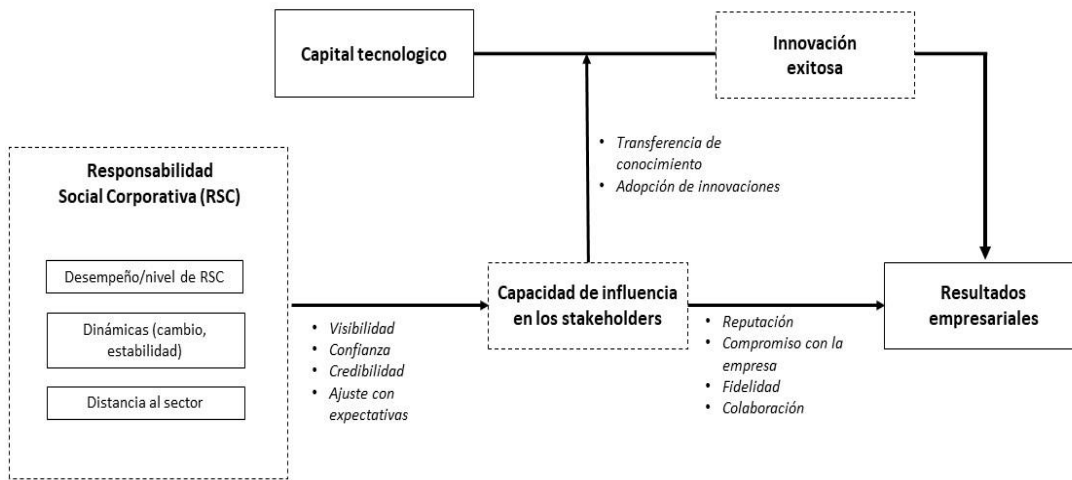 Capital tecnologico
Innovación
exitosa
• Transferencia de
conocimiento
• Adopción de innovaciones
Responsabilidad
Social Corporativa (RSC)
Desempeño/nivel de RSC
Dinámicas (cambio,
estabilidad)
Distancia al sector
• Visibilidad
• Confianza
• Credibilidad
• Ajuste con
expectativas
Capacidad de influencia
en los stakeholders
• Reputación
• Compromiso con la
empresa
• Fidelidad
• Colaboración
Resultados
empresariales